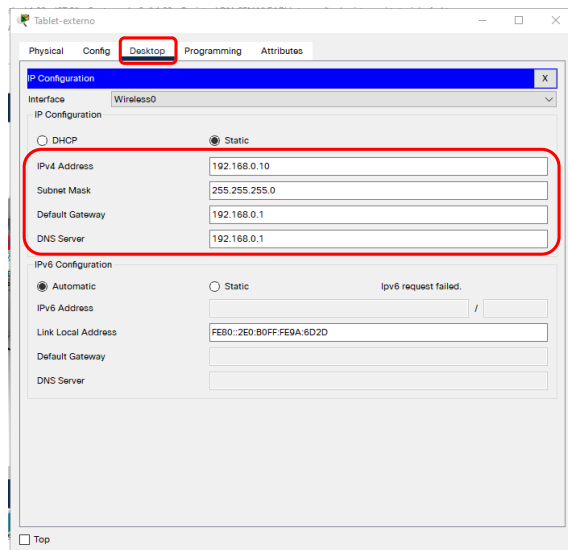 Tablet-externo
Physical Config Desktop Programming Attributes
IP Configuration X
Interface Wireless0
IP Configuration
DHCP Static
IPv4 Address 192.168.0.10
Subnet Mask 255.255.255.0
Default Gateway 192.168.0.1
DNS Server 192.168.0.1
IPv6 Configuration
Automatic Static Ipv6 request failed.
IPv6 Address /
Link Local Address FE80::2E0:B0FF:FE9A:6D2D
Default Gateway
DNS Server
Top